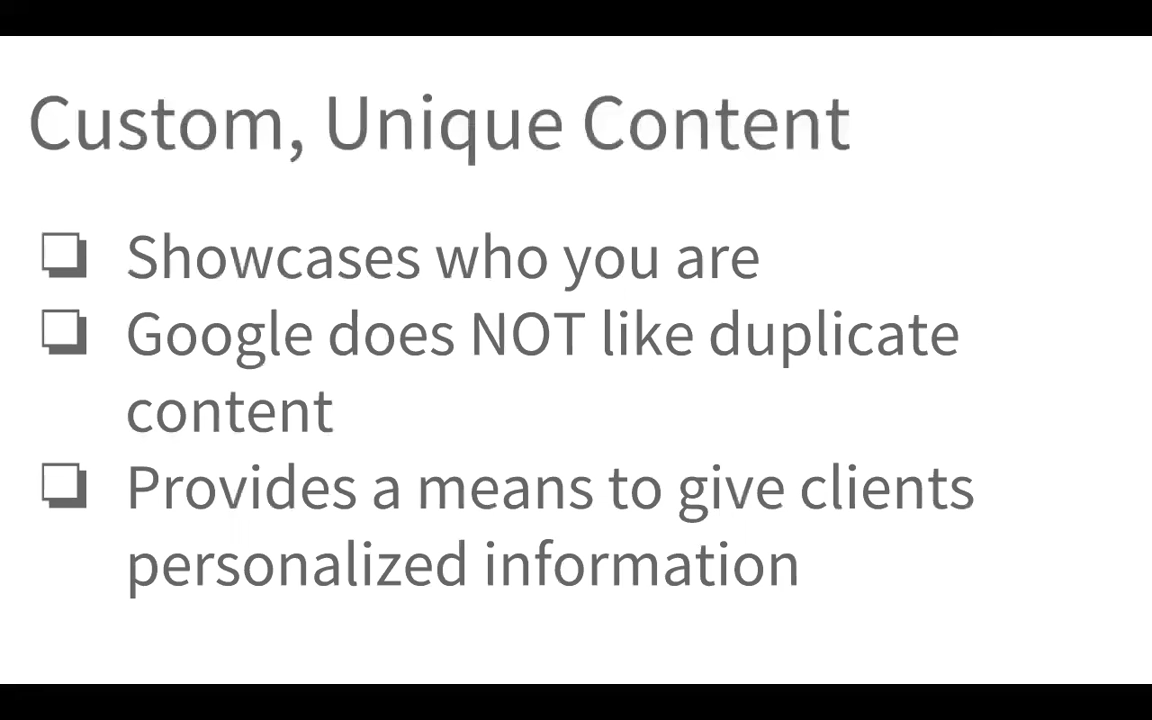 Custom, Unique Content
❏ Showcases who you are
❏ Google does NOT like duplicate
content
❏ Provides a means to give clients
personalized information